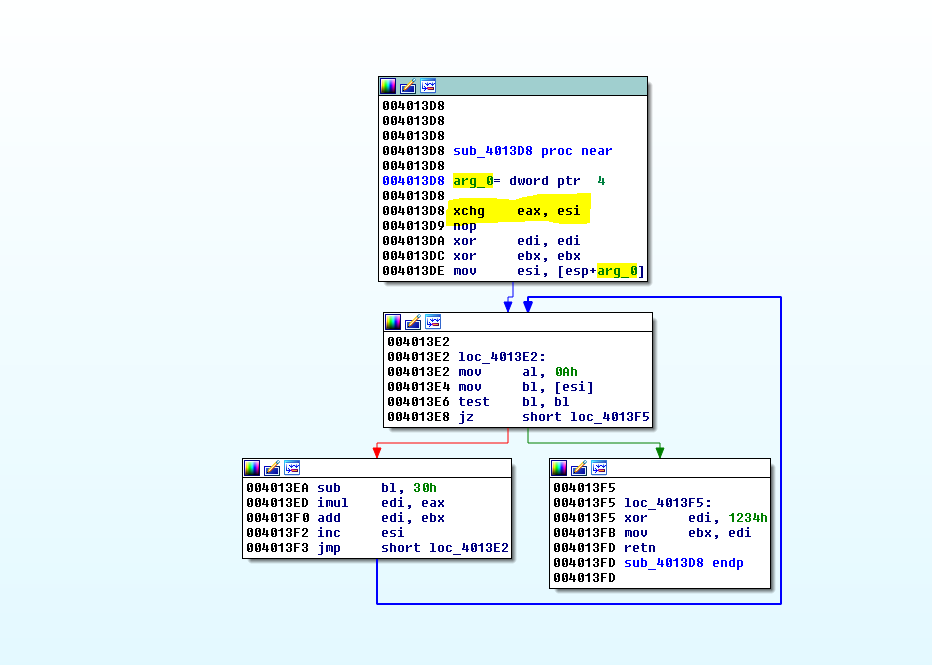 004013D8
004013D8
004013D8
004013D8 sub_4013D8 proc near
004013D8
004013D8 arg_0= dword ptr  4
004013D8
004013D8 xchg    eax, esi
004013D9 nop
004013DA xor     edi, edi
004013DC xor     ebx, ebx
004013DE mov     esi, [esp+arg_0]
004013E2
004013E2 loc_4013E2:
004013E2 mov     al, 0Ah
004013E4 mov     bl, [esi]
004013E6 test    bl, bl
004013E8 jz      short loc_4013F5
004013EA sub     bl, 30h
004013ED imul    edi, eax
004013F0 add     edi, ebx
004013F2 inc     esi
004013F3 jmp     short loc_4013E2
004013F5
004013F5 loc_4013F5:
004013F5 xor     edi, 1234h
004013FB mov     ebx, edi
004013FD retn
004013FD sub_4013D8 endp
004013FD